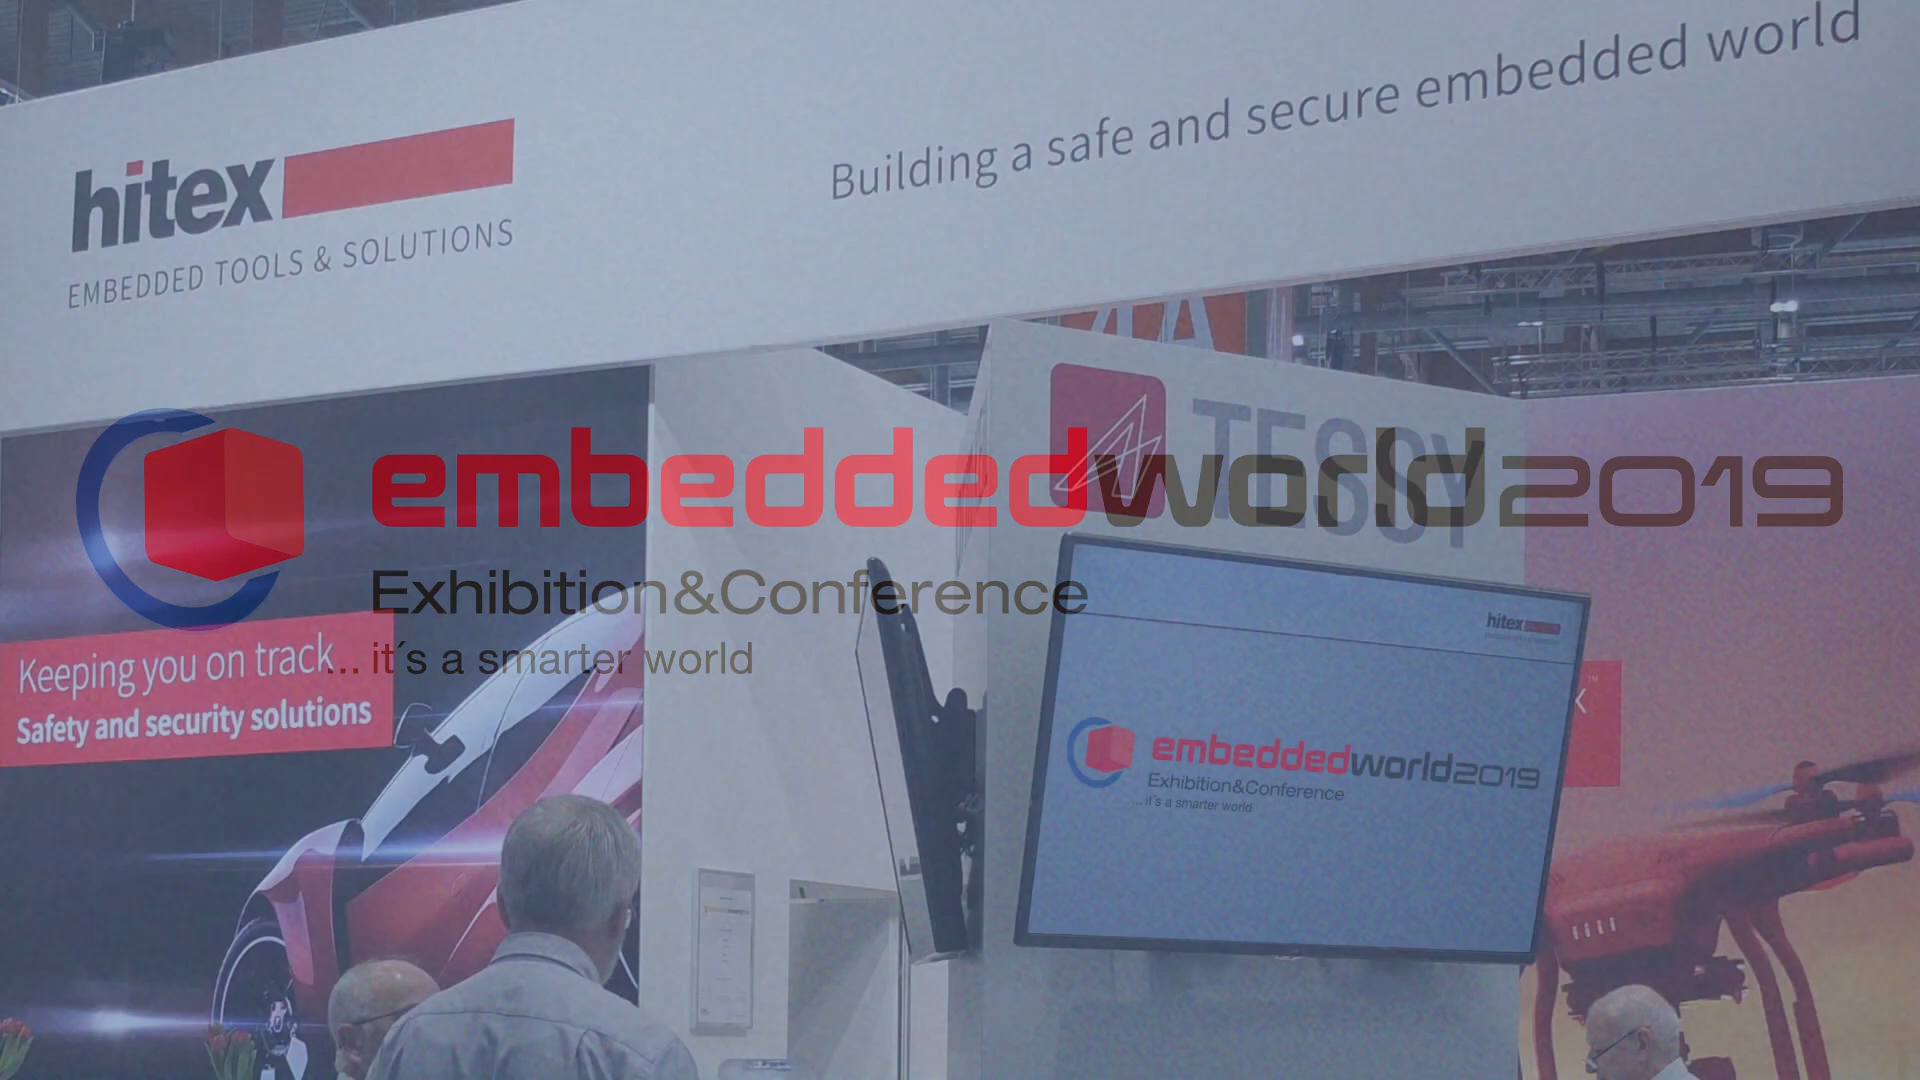 Building a safe and secure embedded world
hitex
EMBEDDED TOOLS & SOLUTIONS
TESSY
embeddedworld2019
Exhibition&Conference
... it´s a smarter world
Keeping you on track
Safety and security solutions
hitex
embeddedworld2019
Exhibition&Conference
... it´s a smarter world